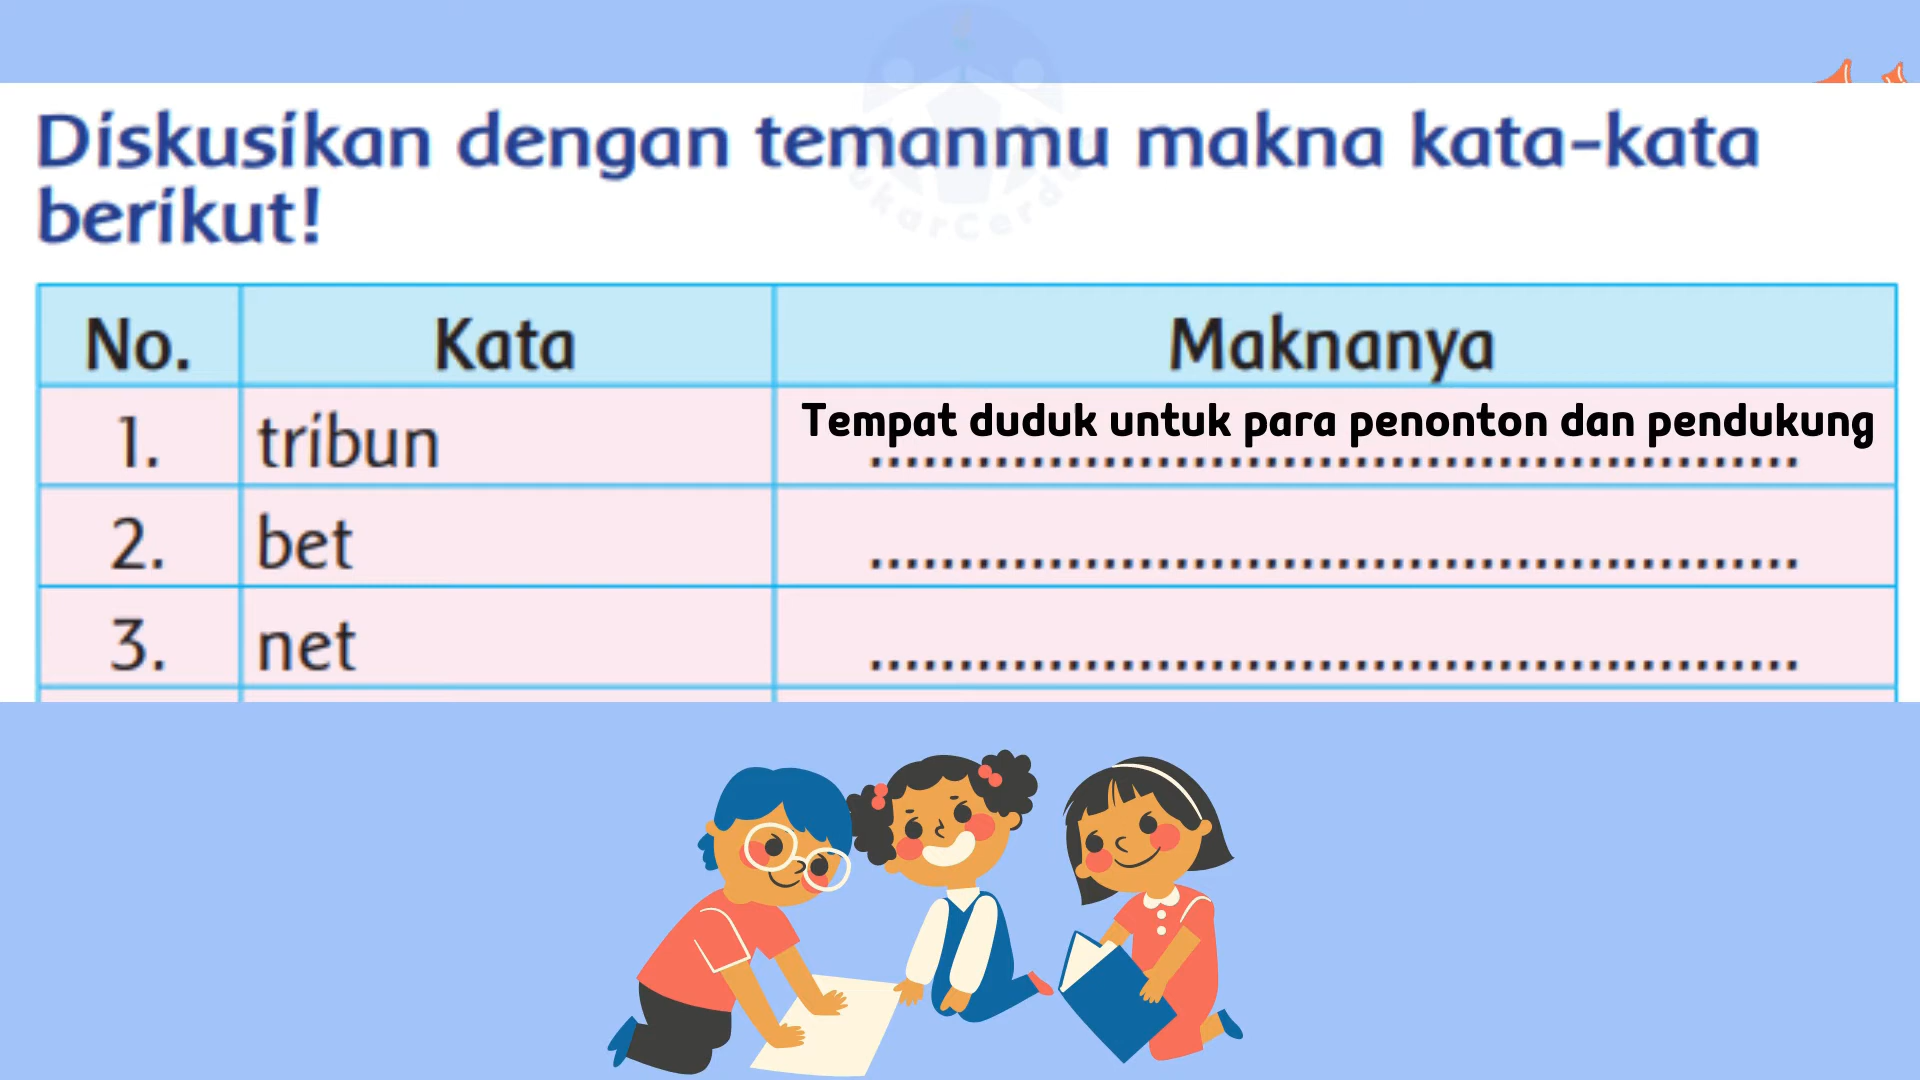 Diskusikan dengan temanmu makna kata-kata
berikut!
No. Kata Maknanya
1. tribun Tempat duduk untuk para penonton dan pendukung
..................................................
2. bet ..................................................
3. net ..................................................